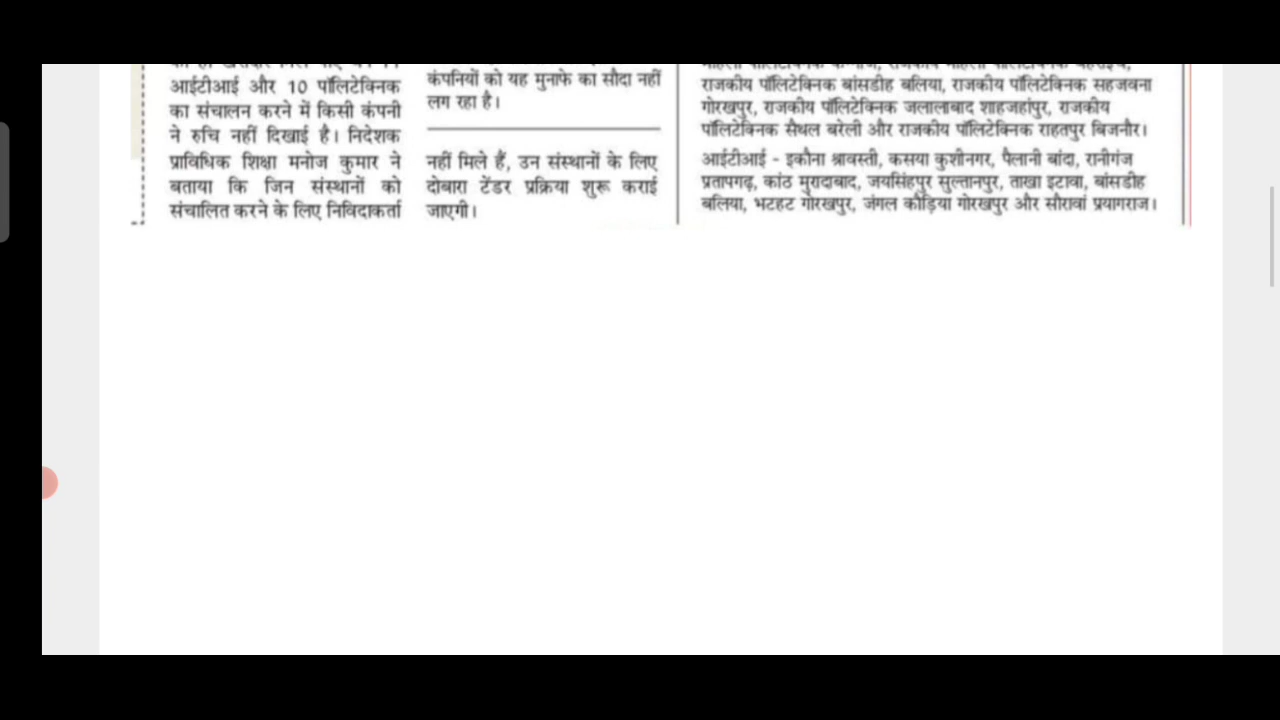 आईटीआई और 10 पॉलिटेक्निक
का संचालन करने में किसी कंपनी
ने रुचि नहीं दिखाई है। निदेशक
प्राविधिक शिक्षा मनोज कुमार ने
बताया कि जिन संस्थानों को
संचालित करने के लिए निविदाकर्ता
कंपनियों को यह मुनाफे का सौदा नहीं
लग रहा है।
नहीं मिले हैं, उन संस्थानों के लिए
दोबारा टेंडर प्रक्रिया शुरू कराई
जाएगी।
राजकीय पॉलिटेक्निक बांसडीह बलिया, राजकीय पॉलिटेक्निक सहजवना
गोरखपुर, राजकीय पॉलिटेक्निक जलालाबाद शाहजहांपुर, राजकीय
पॉलिटेक्निक सैथल बरेली और राजकीय पॉलिटेक्निक राहतपुर बिजनौर।
आईटीआई - इकौना श्रावस्ती, कसया कुशीनगर, पैलानी बांदा, रानीगंज
प्रतापगढ़, कांठ मुरादाबाद, जयसिंहपुर सुल्तानपुर, ताखा इटावा, बांसडीह
बलिया, भटहट गोरखपुर, जंगल कौड़िया गोरखपुर और सौरावां प्रयागराज।